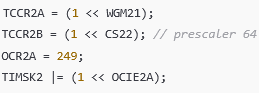 TCCR2A = (1 << WGM21);
TCCR2B = (1 << CS22); // prescaler 64
OCR2A = 249;
TIMSK2 |= (1 << OCIE2A);